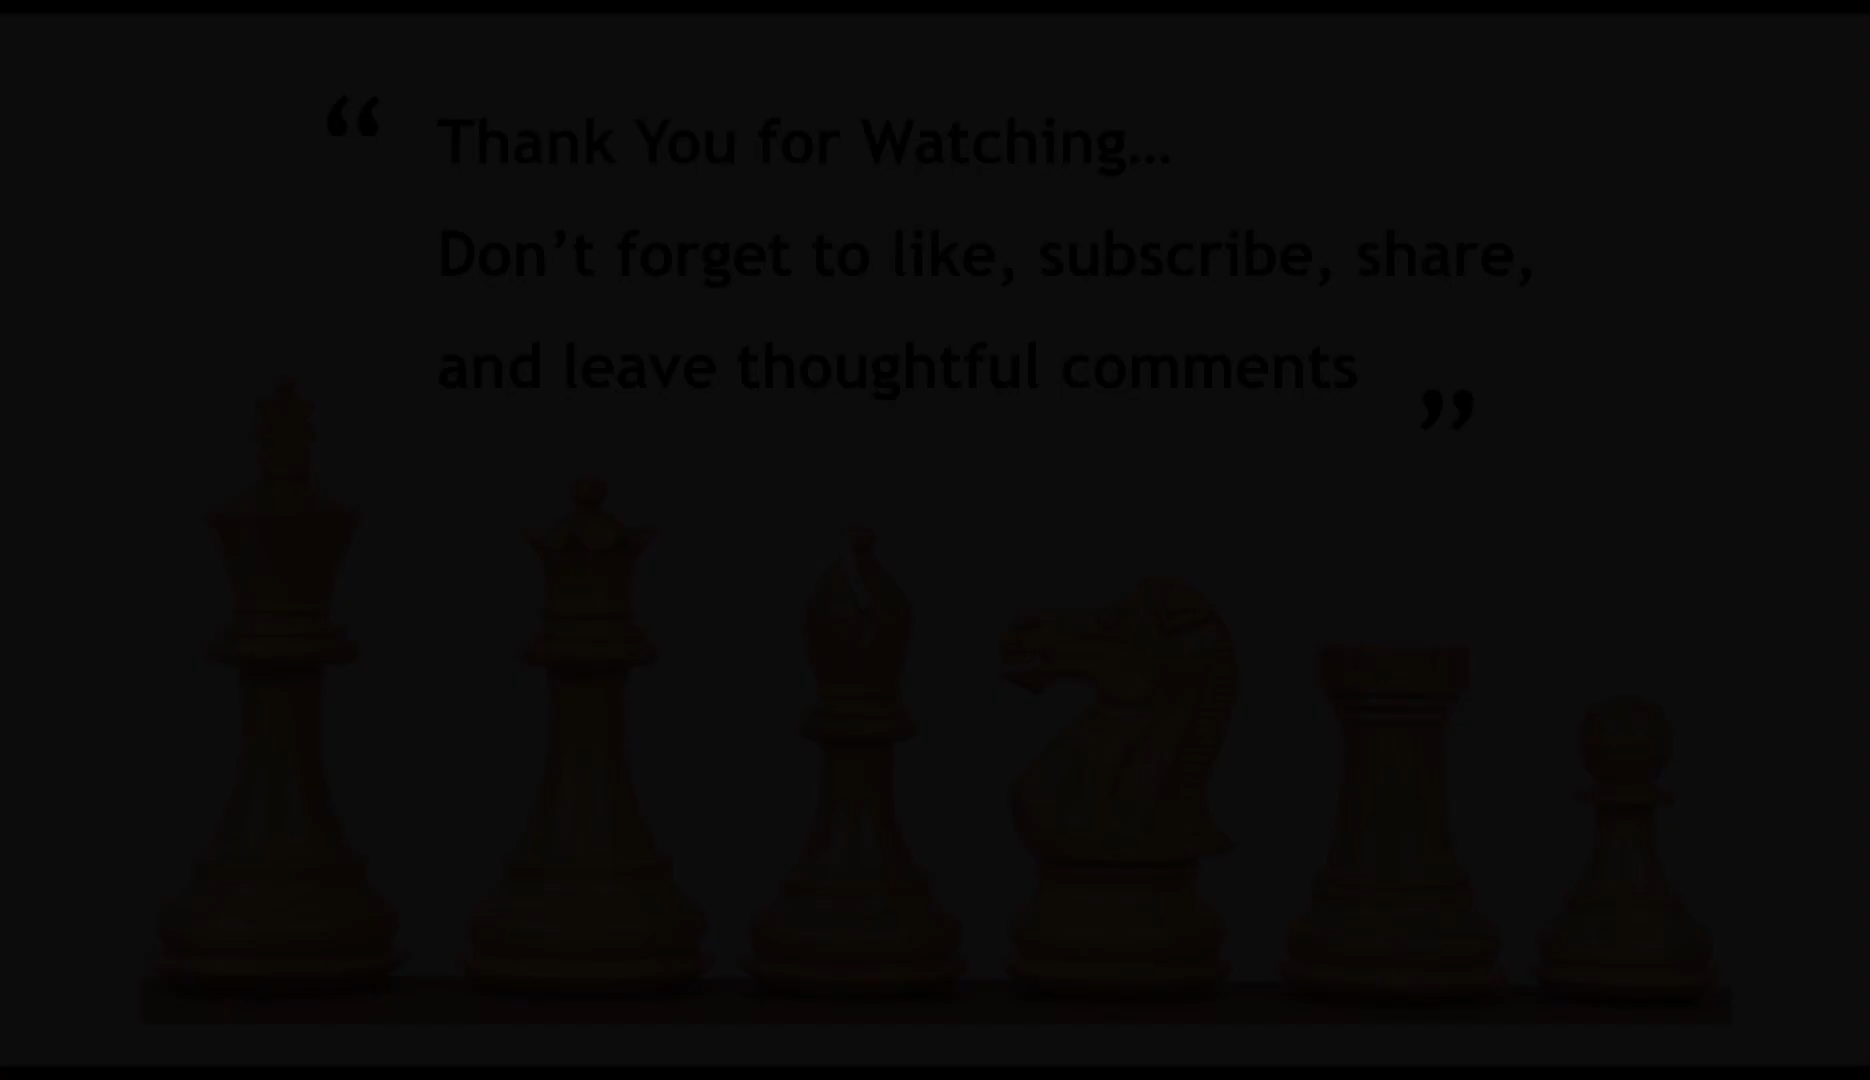 “ Thank You for Watching…
Don’t forget to like, subscribe, share,
and leave thoughtful comments ”